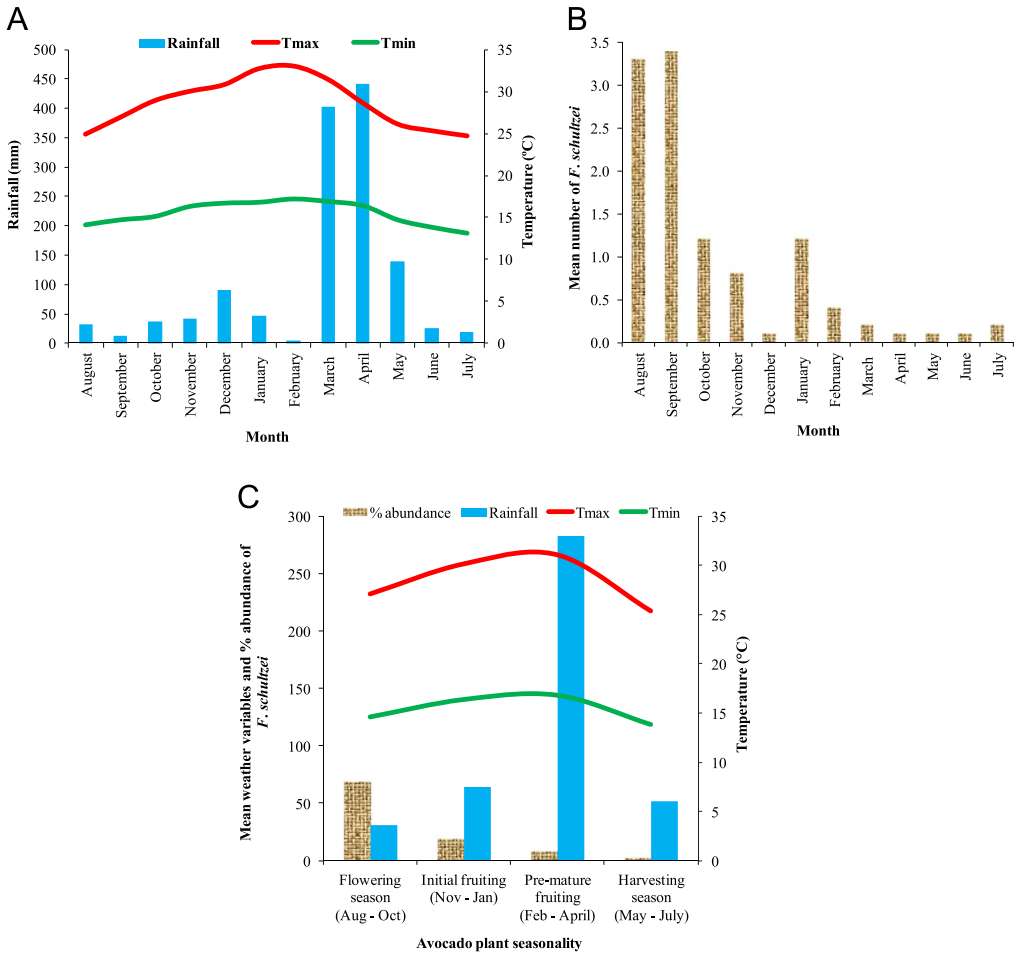 A
Rainfall Tmax Tmin
500
450
400
350
300
250
200
150
100
50
0
Rainfall (mm)
35
30
25
20
15
10
5
0
Temperature (ºC)
August
September
October
November
December
January
February
March
April
May
June
July
Month
B
3.5
3.0
2.5
2.0
1.5
1.0
0.5
0.0
Mean number of F. schultzei
August
September
October
November
December
January
February
March
April
May
June
July
Month
C
% abundance Rainfall Tmax Tmin
300
250
200
150
100
50
0
Mean weather variables and % abundance of
F. schultzei
35
30
25
20
15
10
5
0
Temperature (°C)
Flowering
season
(Aug - Oct)
Initial fruiting
(Nov - Jan)
Pre-mature
fruiting
(Feb - April)
Harvesting
season
(May - July)
Avocado plant seasonality